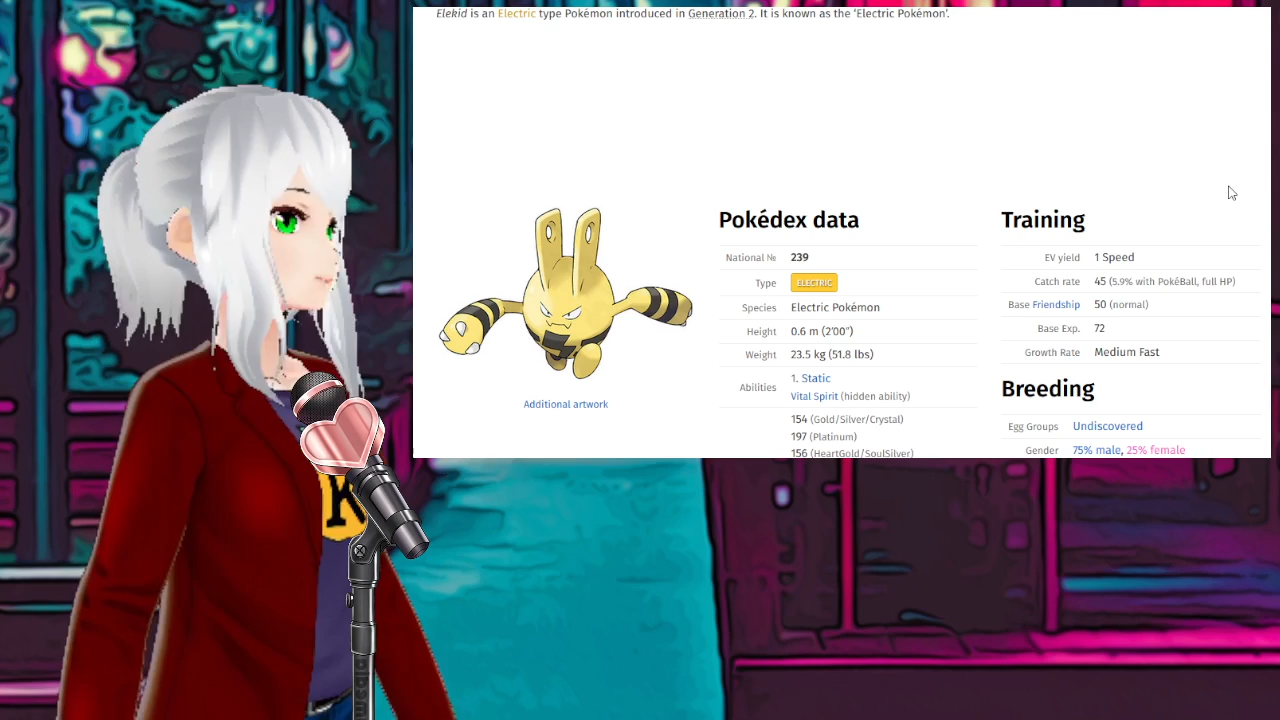 Elekid is an Electric type Pokémon introduced in Generation 2. It is known as the ‘Electric Pokémon’.
Pokédex data
National № 239
Type ELECTRIC
Species Electric Pokémon
Height 0.6 m (2′00″)
Weight 23.5 kg (51.8 lbs)
Abilities 1. Static
Vital Spirit (hidden ability)
154 (Gold/Silver/Crystal)
197 (Platinum)
156 (HeartGold/SoulSilver)
Additional artwork
Training
EV yield 1 Speed
Catch rate 45 (5.9% with PokéBall, full HP)
Base Friendship 50 (normal)
Base Exp. 72
Growth Rate Medium Fast
Breeding
Egg Groups Undiscovered
Gender 75% male, 25% female
K